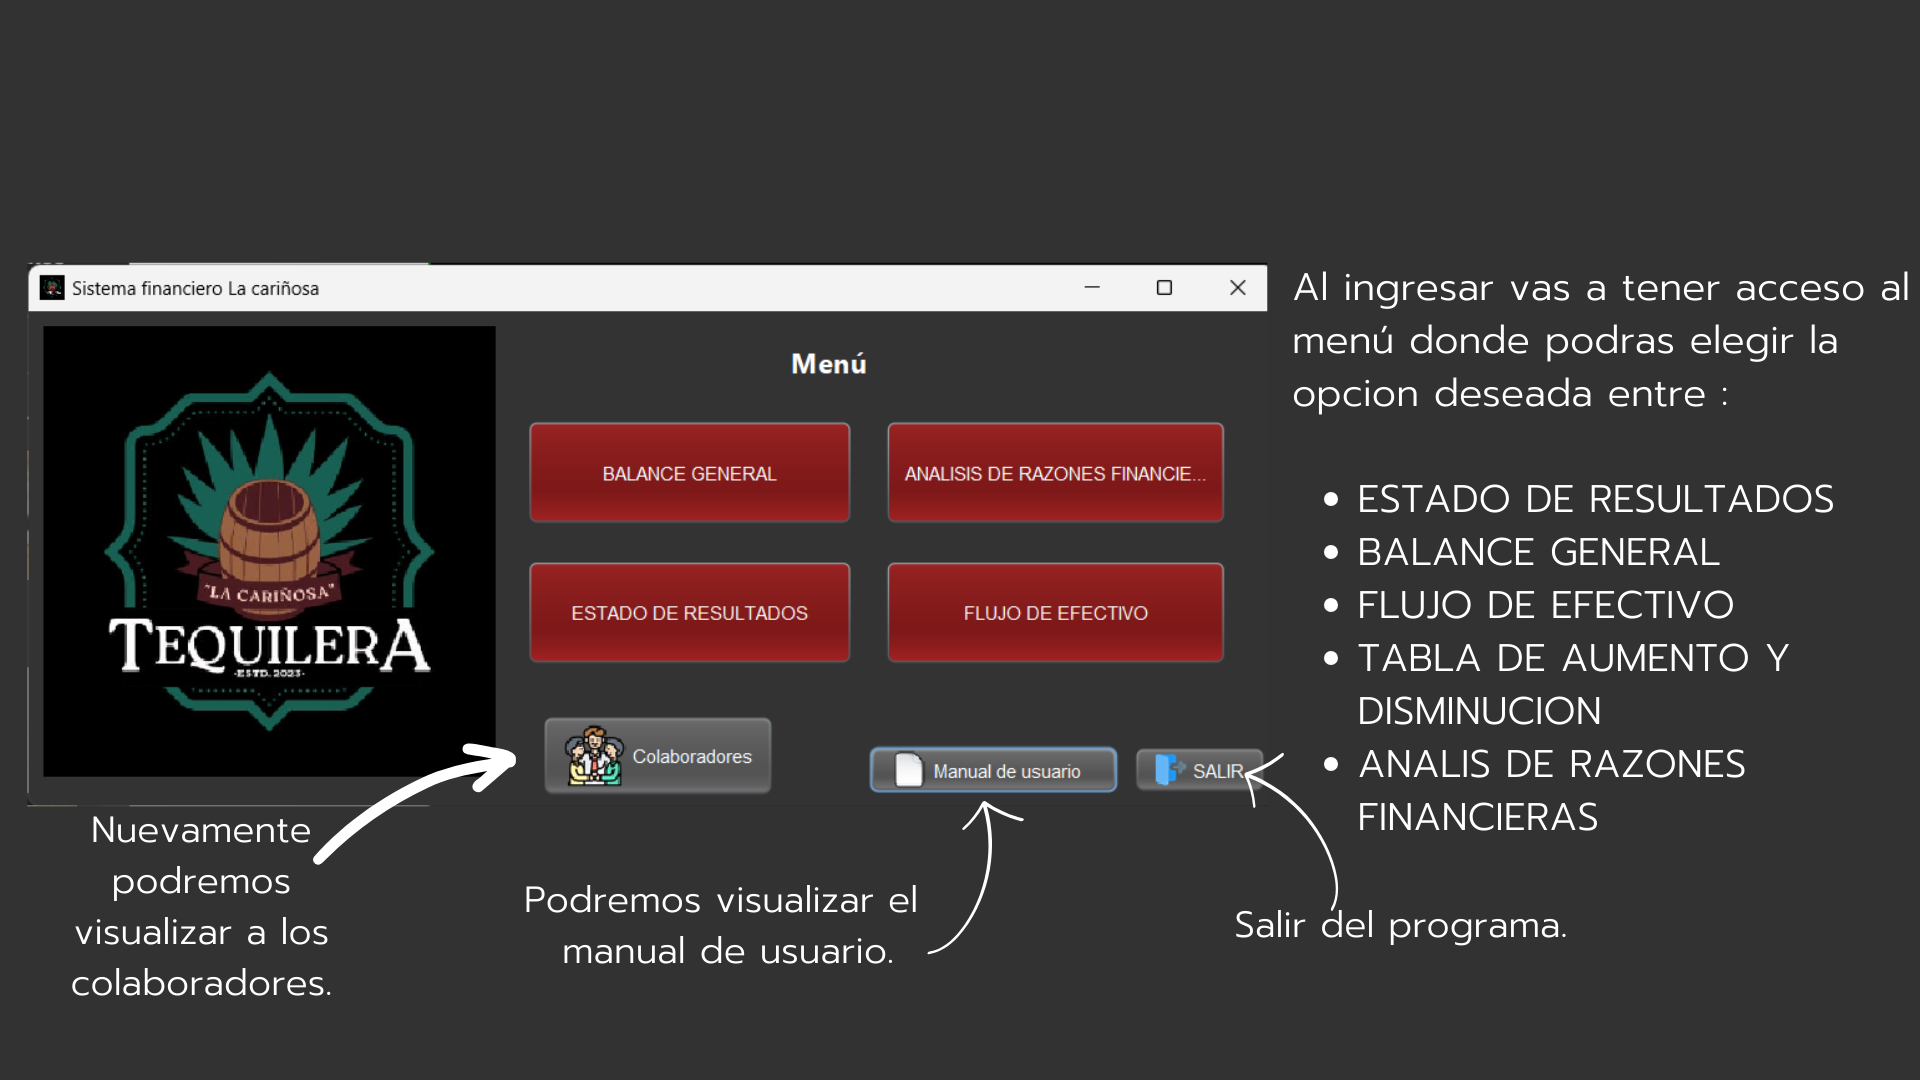 Sistema financiero La cariñosa
Menú
BALANCE GENERAL
ANALISIS DE RAZONES FINANCIE...
ESTADO DE RESULTADOS
FLUJO DE EFECTIVO
"LA CARIÑOSA"
TEQUILERA
·ESTD. 2023·
Colaboradores
Manual de usuario
SALIR
Al ingresar vas a tener acceso al
menú donde podras elegir la
opcion deseada entre :
• ESTADO DE RESULTADOS
• BALANCE GENERAL
• FLUJO DE EFECTIVO
• TABLA DE AUMENTO Y
DISMINUCION
• ANALIS DE RAZONES
FINANCIERAS
Nuevamente
podremos
visualizar a los
colaboradores.
Podremos visualizar el
manual de usuario.
Salir del programa.